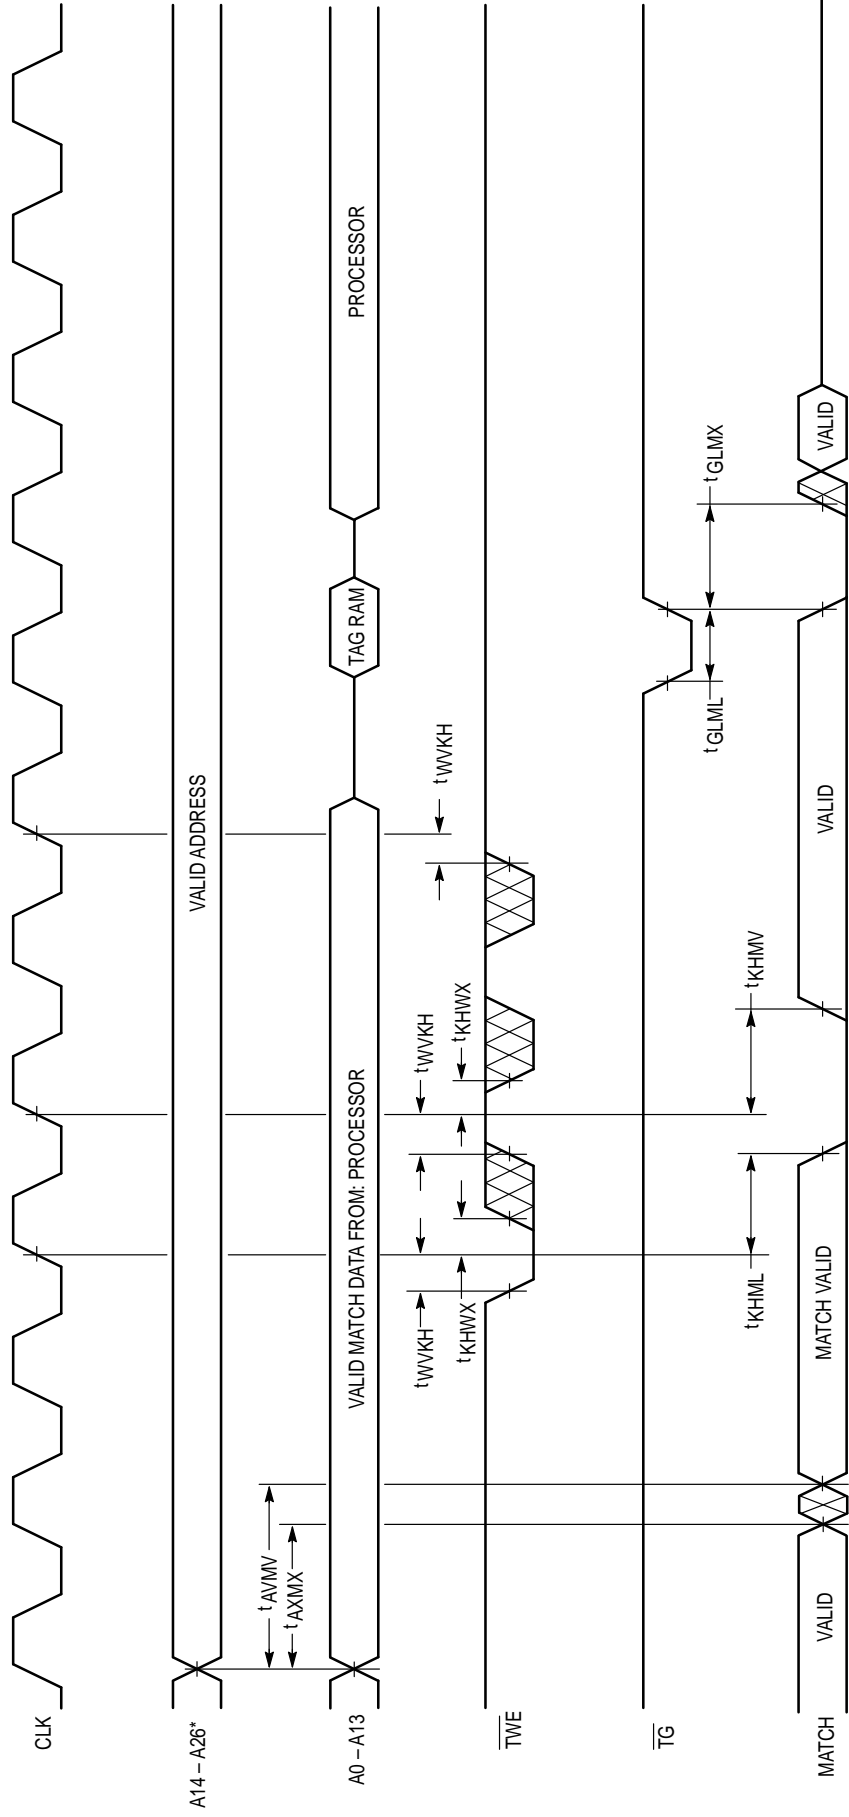 CLK
A14 – A26*
VALID ADDRESS
A0 – A13
VALID MATCH DATA FROM: PROCESSOR
TAG RAM
PROCESSOR
tAVMV
tAXMX
TWE
tWVKH
tKHWX
tWVKH
tKHWX
tWVKH
TG
tGLML
tGLMX
tKHML
tKHMV
MATCH
VALID
MATCH VALID
VALID
VALID